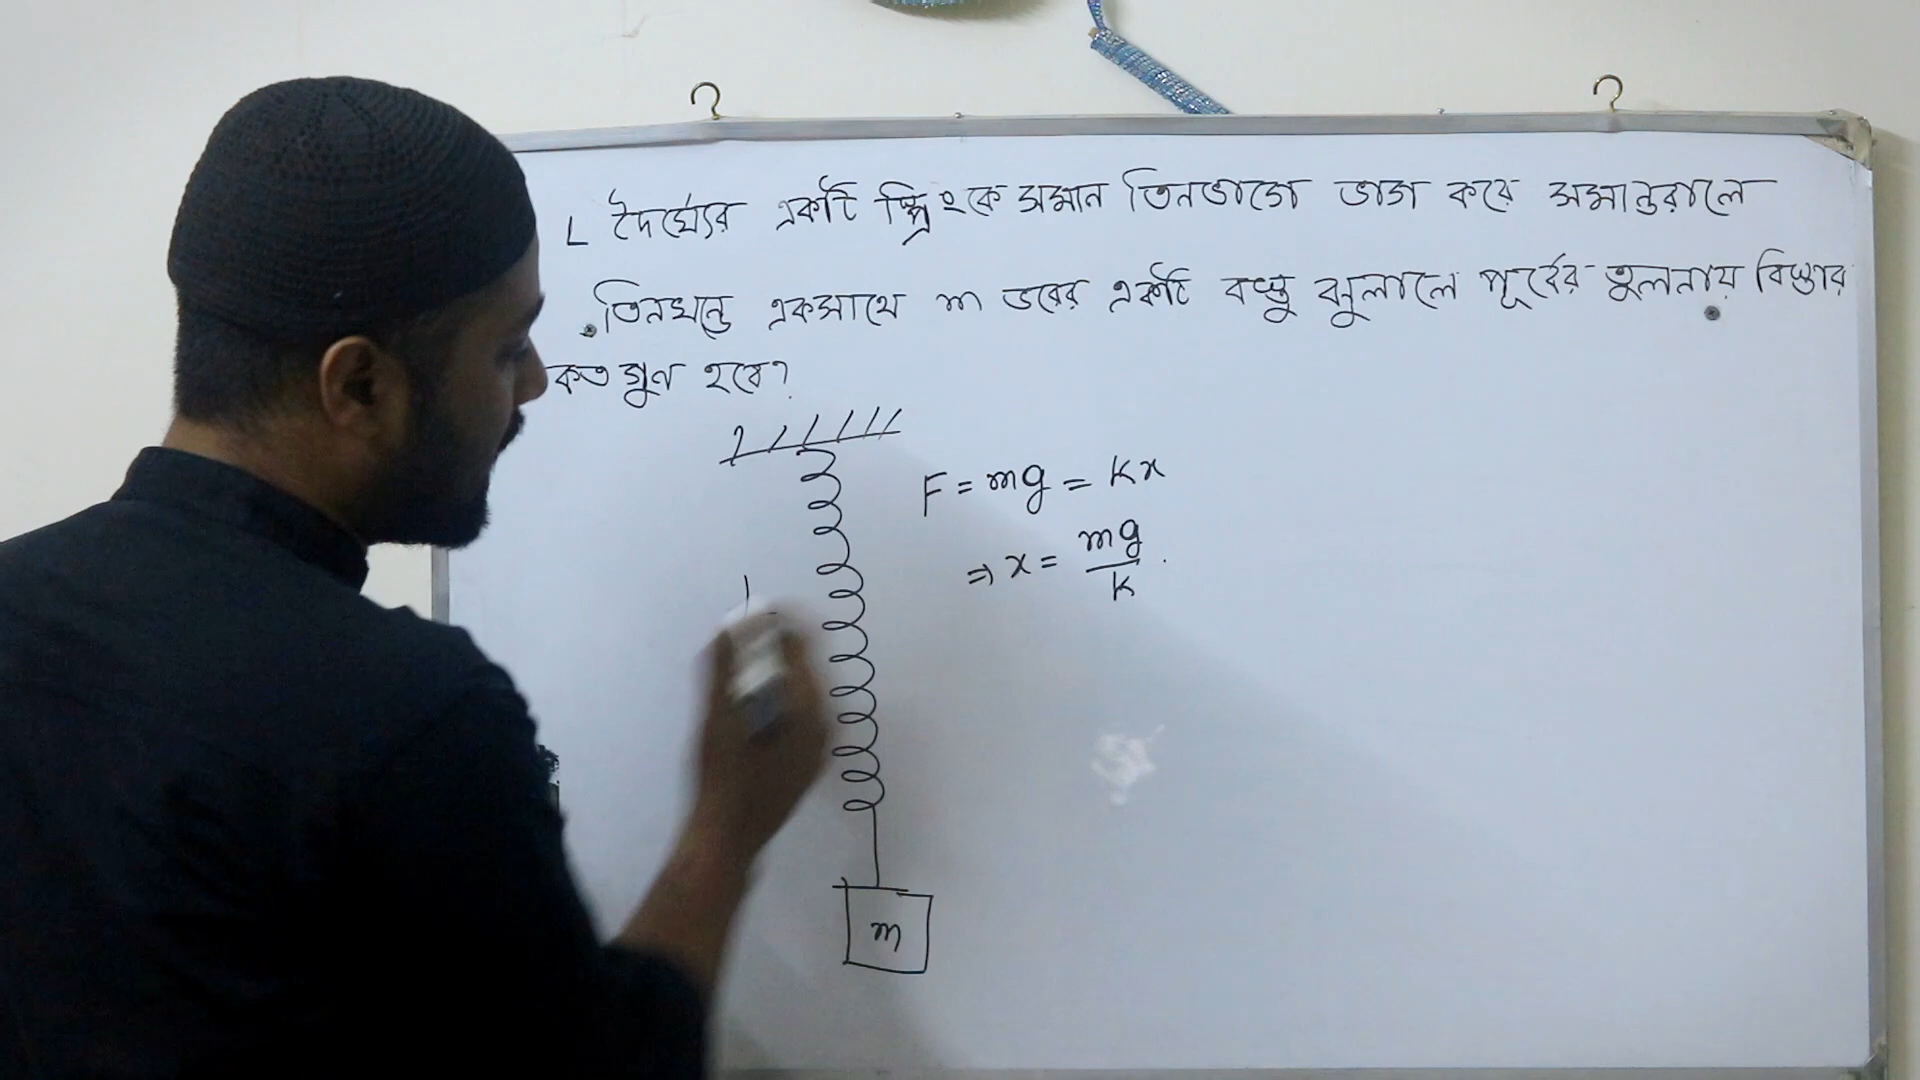 L দৈর্ঘ্যের একটি স্প্রিংকে সমান তিনভাগে ভাগ করে সমান্তরালে
তিনখন্ডে একসাথে m ভরের একটি বস্তু ঝুলালে পূর্বের তুলনায় বিস্তার
কত গুন হবে?
F = mg = kx
⇒ x = mg/k
m